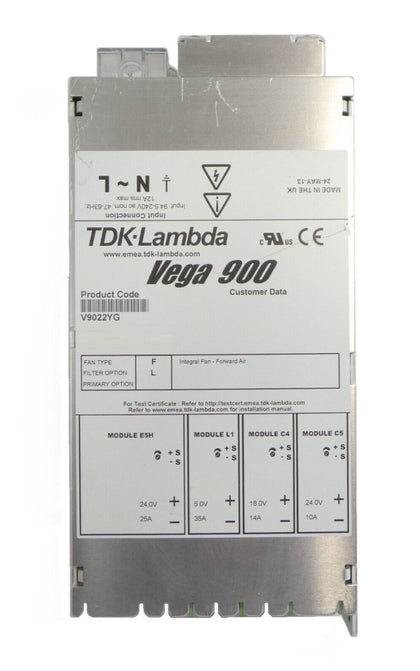 MADE IN THE UK
24-MAY-13
Input Connection
Input 94.5-240V ac nom, 47-63Hz,
12A rms max
N ~ L
TDK-Lambda
www.emea.tdk-lambda.com
c RU us CE
Vega 900
Product Code
Customer Data
V9022YG
FAN TYPE F Integral Fan - Forward Air
FILTER OPTION L
PRIMARY OPTION
For Test Certificate : Refer to http://testcert.emea.tdk-lambda.com
Refer to www.emea.tdk-lambda.com for installation manual.
MODULE E5H MODULE L1 MODULE C4 MODULE C5
+ S + S + S + S
- S - S - S - S
24.0V + 5.0V + 18.0V + 24.0V +
25A - 35A - 14A - 10A -